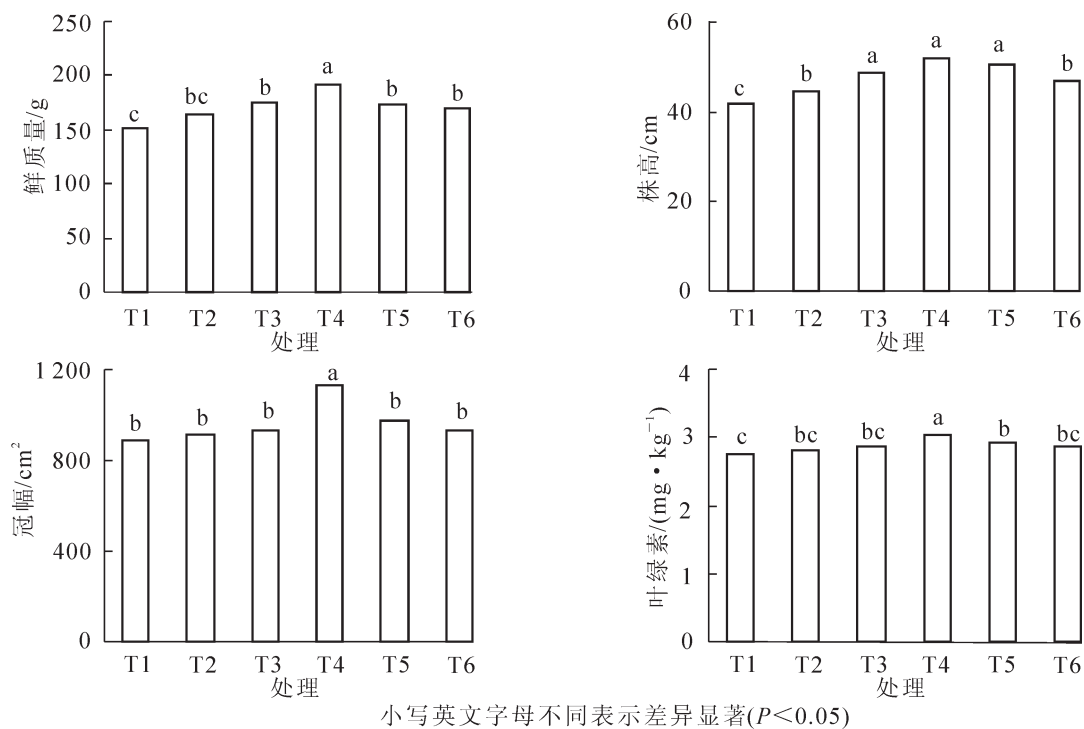 250
200
150
100
50
0
鲜质量/g
c
bc
b
a
b
b
T1 T2 T3 T4 T5 T6
处理
60
40
20
0
株高/cm
c
b
a
a
a
b
T1 T2 T3 T4 T5 T6
处理
1 200
800
400
0
冠幅/cm²
b
b
b
a
b
b
T1 T2 T3 T4 T5 T6
处理
4
3
2
1
0
叶绿素/(mg·kg⁻¹)
c
bc
bc
a
b
bc
T1 T2 T3 T4 T5 T6
处理
小写英文字母不同表示差异显著(P<0.05)